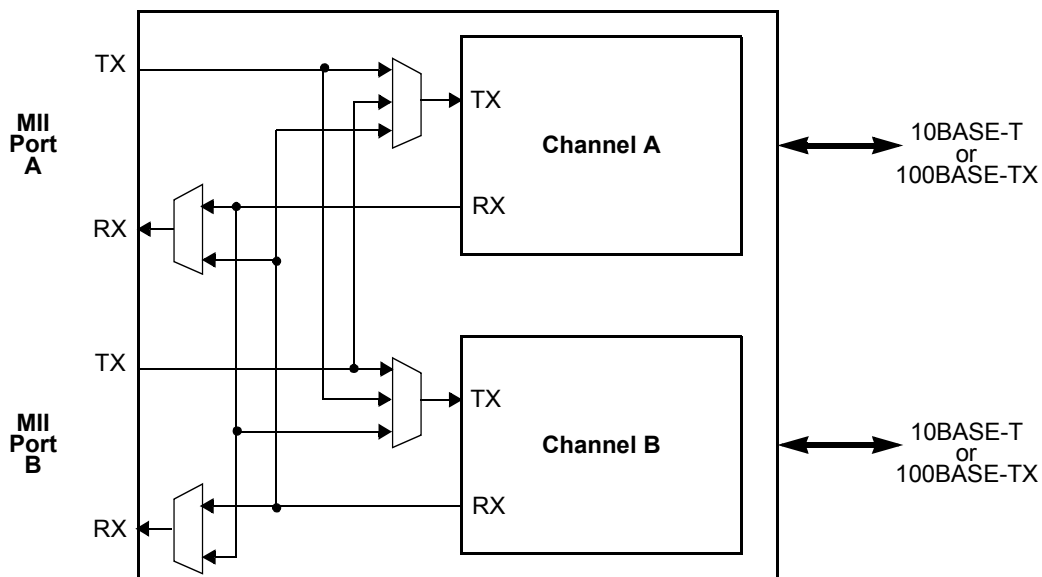 TX
MII
Port
A
RX
TX
Channel A
RX
10BASE-T
or
100BASE-TX
TX
MII
Port
B
RX
TX
Channel B
RX
10BASE-T
or
100BASE-TX